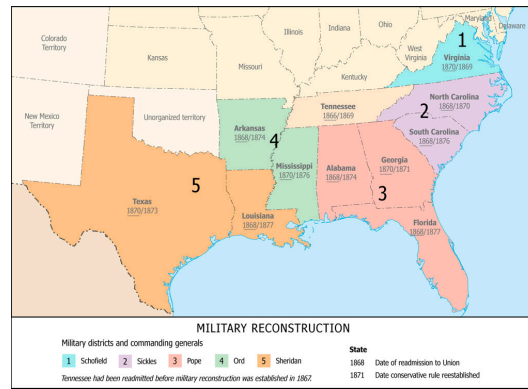 Colorado
Territory
Kansas
Missouri
Illinois
Indiana
Ohio
West
Virginia
Maryland
Delaware
Kentucky
1
Virginia
1870/1869
New Mexico
Territory
Unorganized territory
Tennessee
1866/1869
North Carolina
1868/1870
2
South Carolina
1868/1876
Arkansas
1868/1874
4
Mississippi
1870/1876
Alabama
1868/1874
Georgia
1870/1871
3
Texas
1870/1873
5
Louisiana
1868/1877
Florida
1868/1877
MILITARY RECONSTRUCTION
Military districts and commanding generals
1 Schofield 2 Sickles 3 Pope 4 Ord 5 Sheridan
Tennessee had been readmitted before military reconstruction was established in 1867.
State
1868 Date of readmission to Union
1871 Date conservative rule reestablished